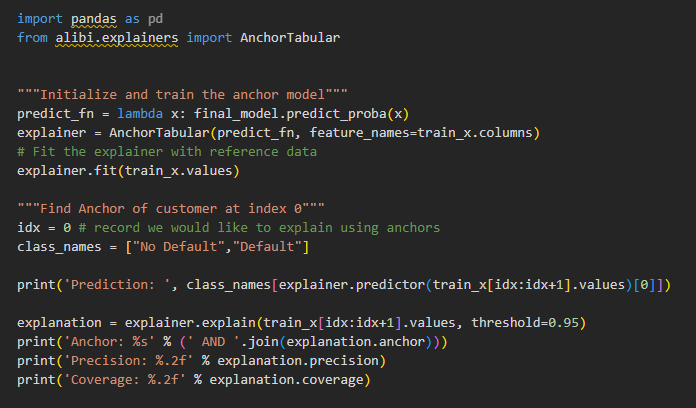 import pandas as pd
from alibi.explainers import AnchorTabular
"""Initialize and train the anchor model"""
predict_fn = lambda x: final_model.predict_proba(x)
explainer = AnchorTabular(predict_fn, feature_names=train_x.columns)
# Fit the explainer with reference data
explainer.fit(train_x.values)
"""Find Anchor of customer at index 0"""
idx = 0 # record we would like to explain using anchors
class_names = ["No Default","Default"]
print('Prediction: ', class_names[explainer.predictor(train_x[idx:idx+1].values)[0]])
explanation = explainer.explain(train_x[idx:idx+1].values, threshold=0.95)
print('Anchor: %s' % (' AND '.join(explanation.anchor)))
print('Precision: %.2f' % explanation.precision)
print('Coverage: %.2f' % explanation.coverage)